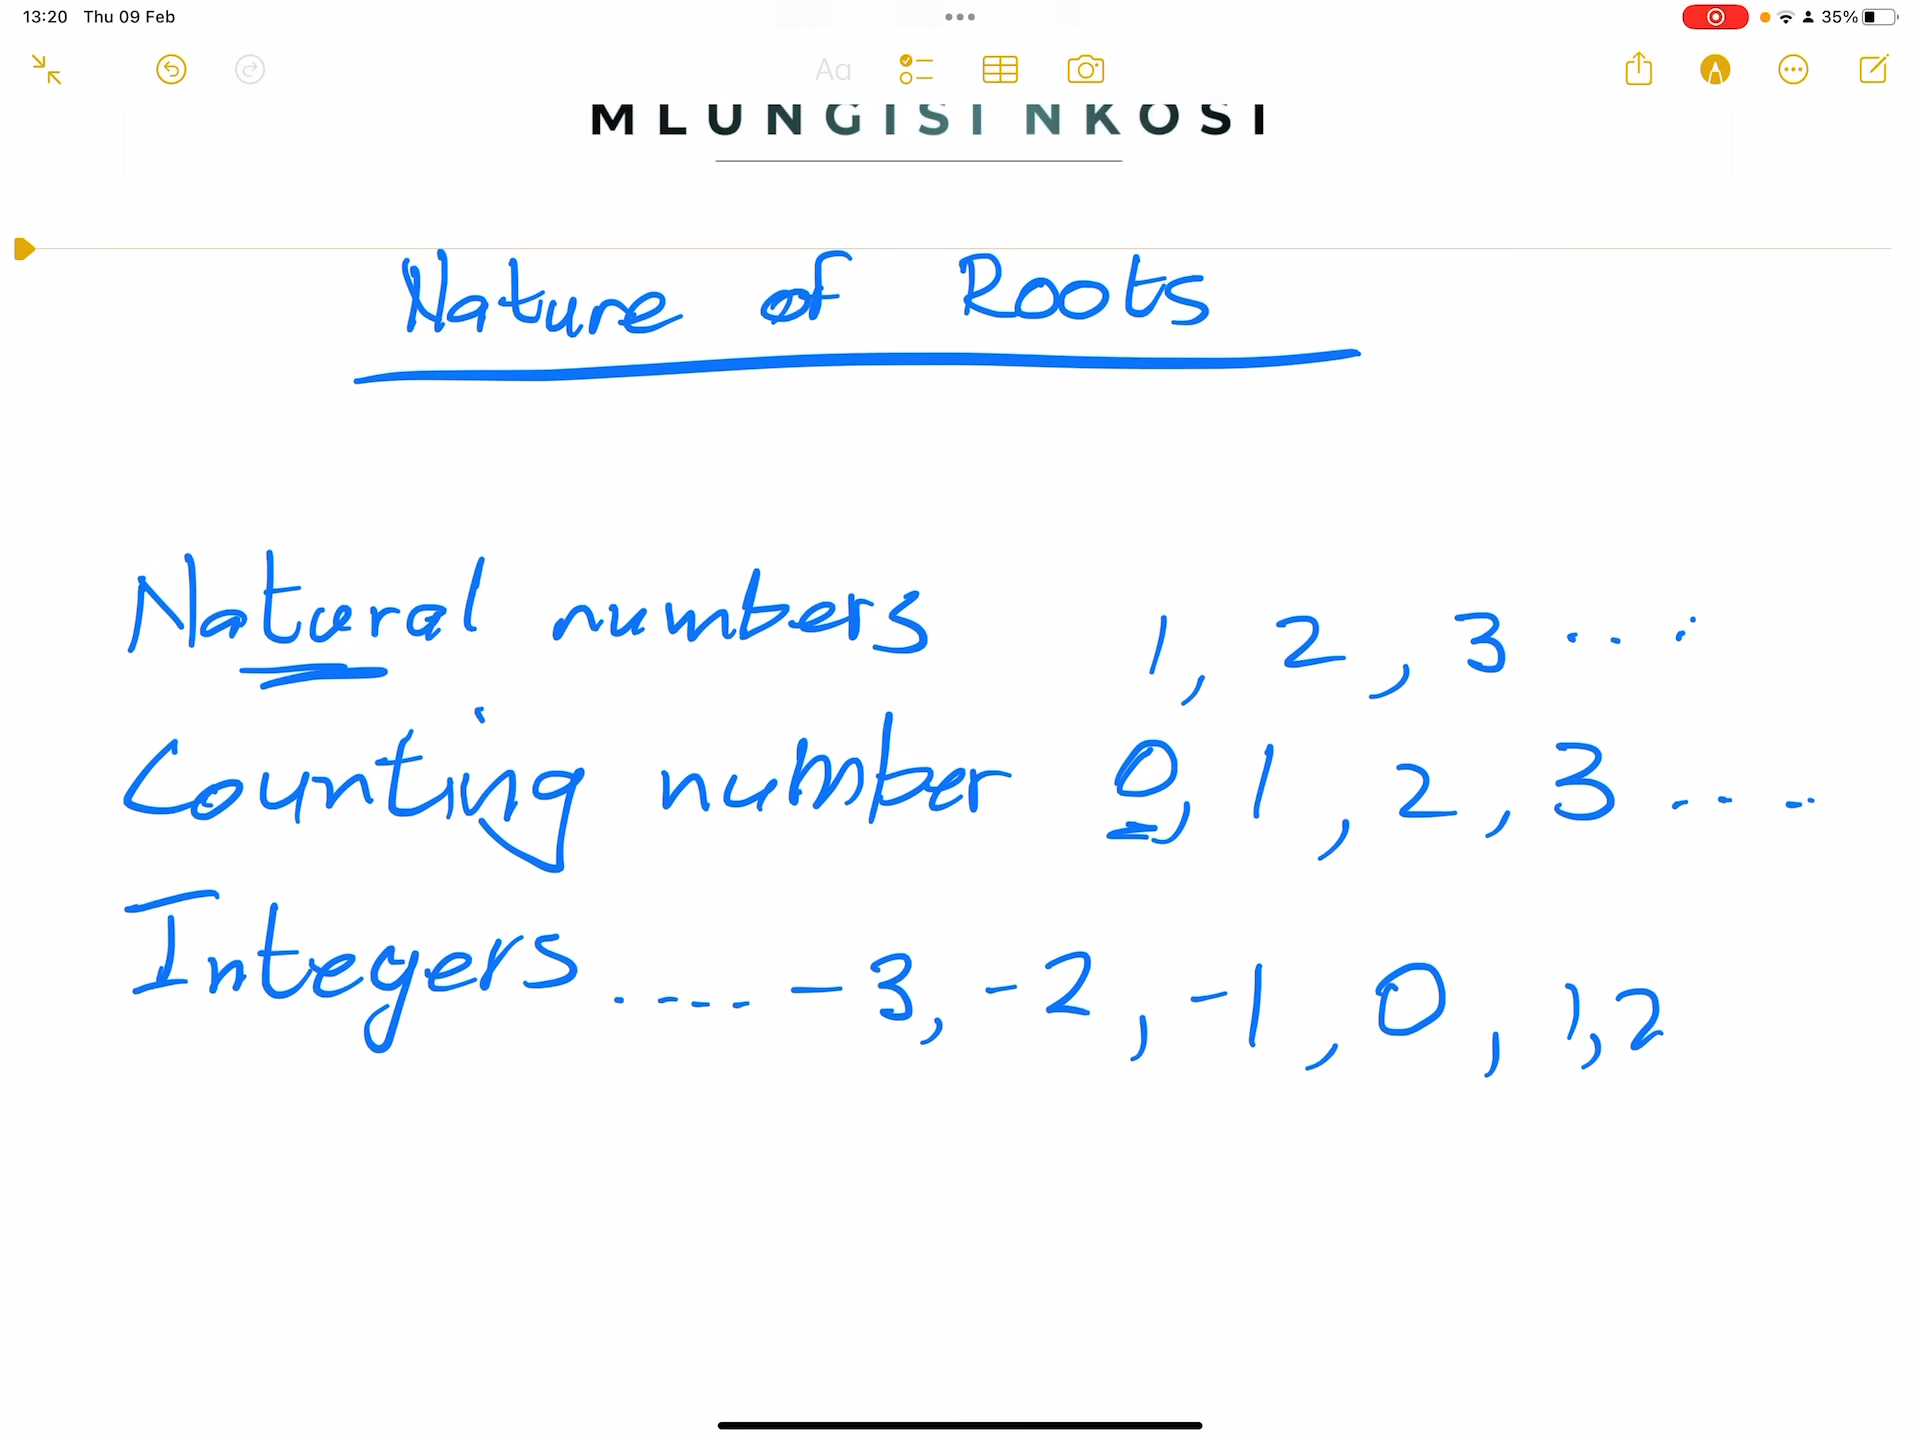 13:20 Thu 09 Feb
35%
Aa
MLUNGISI NKOSI
Nature of Roots
Natural numbers 1, 2, 3 ...
Counting number 0, 1, 2, 3 ...
Integers .... -3, -2, -1, 0, 1, 2